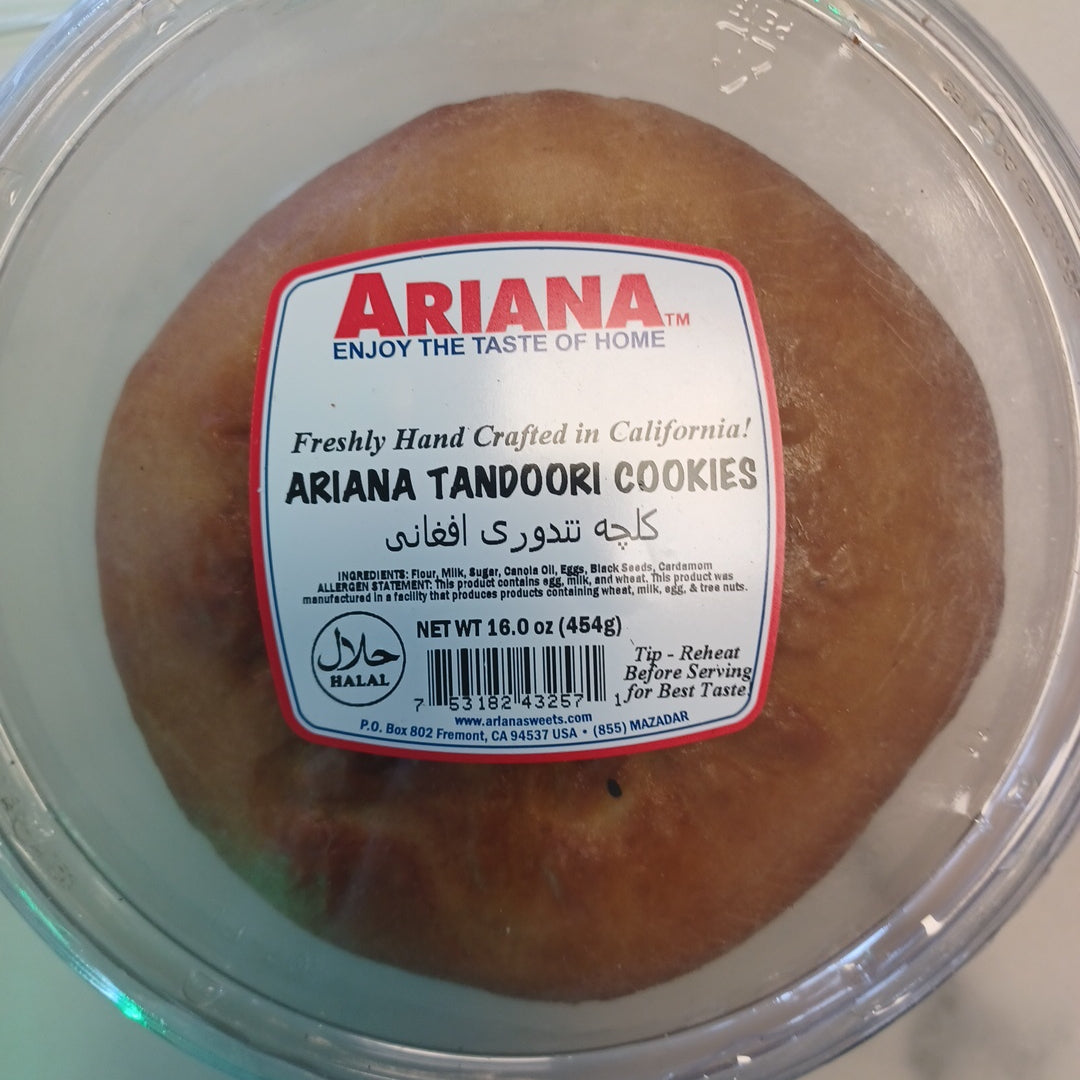 ARIANA™
ENJOY THE TASTE OF HOME
Freshly Hand Crafted in California!
ARIANA TANDOORI COOKIES
کلچه تندوری افغانی
INGREDIENTS: Flour, Milk, Sugar, Canola Oil, Eggs, Black Seeds, Cardamom
ALLERGEN STATEMENT: This product contains egg, milk, and wheat. This product was
manufactured in a facility that produces products containing wheat, milk, egg, & tree nuts.
NET WT 16.0 oz (454g)
حلال
HALAL
Tip - Reheat
Before Serving
for Best Taste!
7 53182 43257 1
www.arianasweets.com
P.O. Box 802 Fremont, CA 94537 USA • (855) MAZADAR